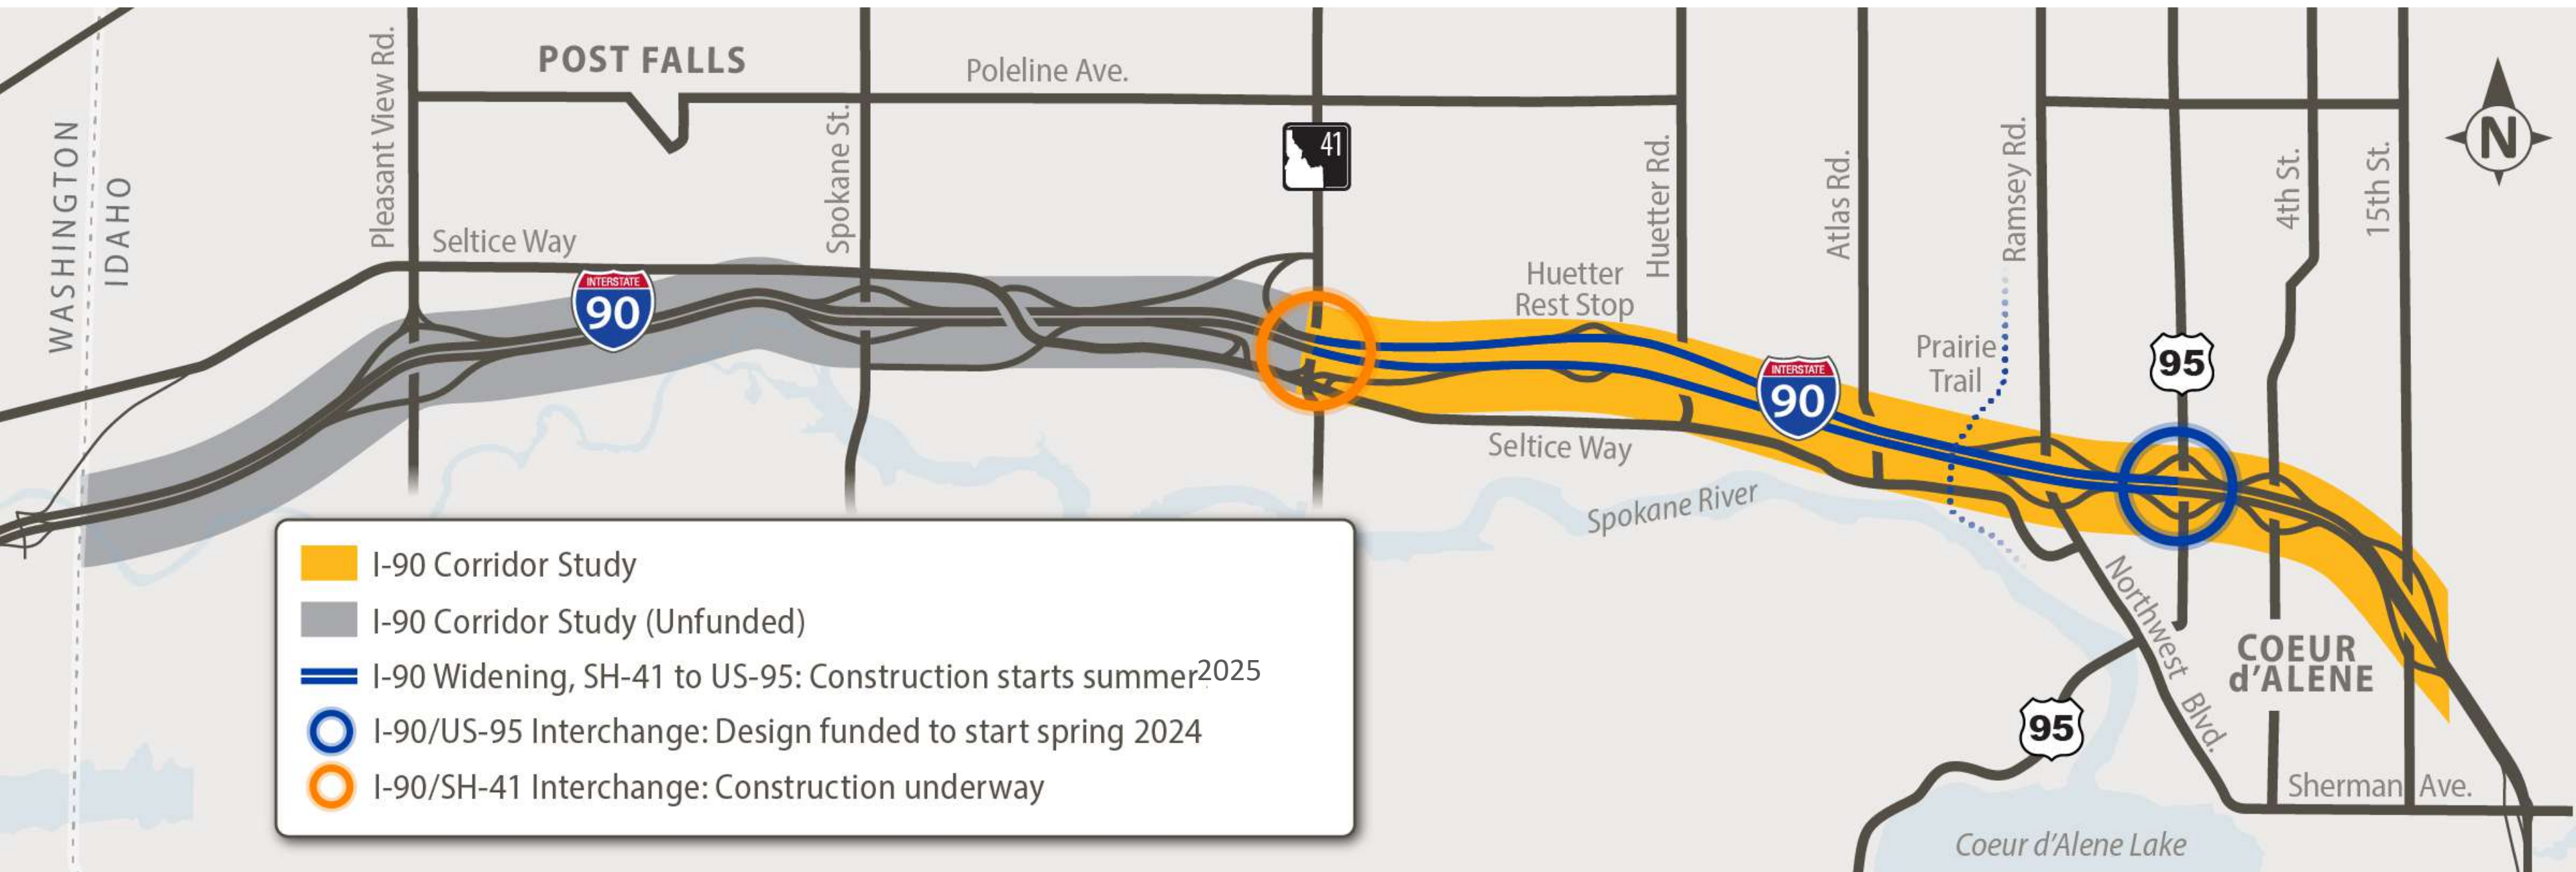 WASHINGTON
IDAHO
Pleasant View Rd.
POST FALLS
Spokane St.
Poleline Ave.
41
Huetter Rd.
Atlas Rd.
Ramsey Rd.
4th St.
15th St.
N
Seltice Way
INTERSTATE
90
Huetter
Rest Stop
Prairie
Trail
95
INTERSTATE
90
Seltice Way
Spokane River
Northwest Blvd.
COEUR
d'ALENE
95
Sherman Ave.
Coeur d'Alene Lake
I-90 Corridor Study
I-90 Corridor Study (Unfunded)
I-90 Widening, SH-41 to US-95: Construction starts summer 2025
I-90/US-95 Interchange: Design funded to start spring 2024
I-90/SH-41 Interchange: Construction underway